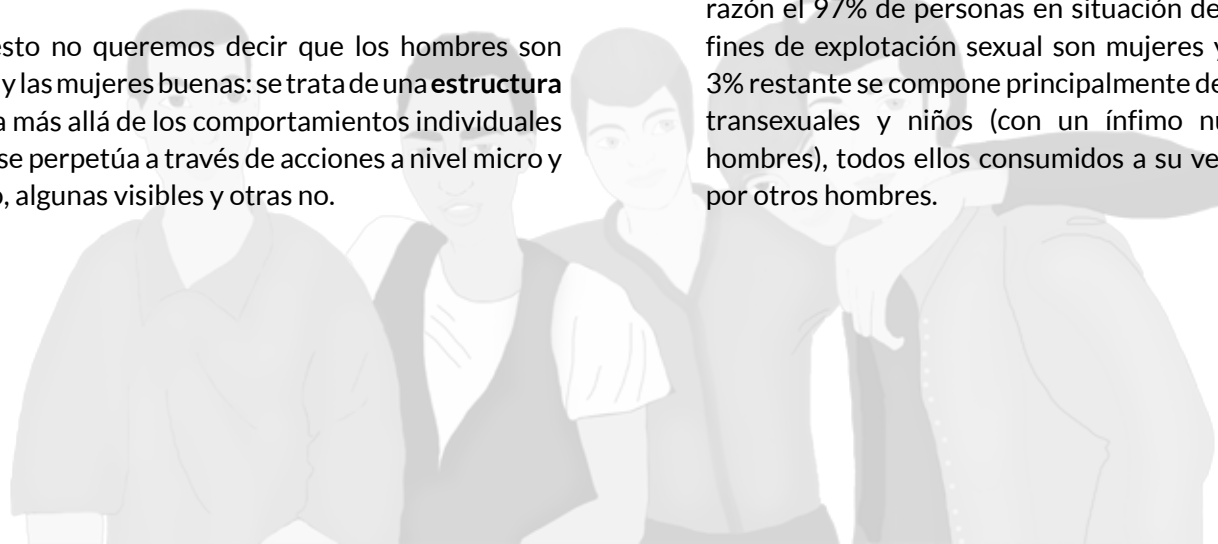 esto no queremos decir que los hombres son
y las mujeres buenas: se trata de una estructura
a más allá de los comportamientos individuales
se perpetúa a través de acciones a nivel micro y
, algunas visibles y otras no.
razón el 97% de personas en situación de
fines de explotación sexual son mujeres y
3% restante se compone principalmente de
transexuales y niños (con un ínfimo nu
hombres), todos ellos consumidos a su ve
por otros hombres.